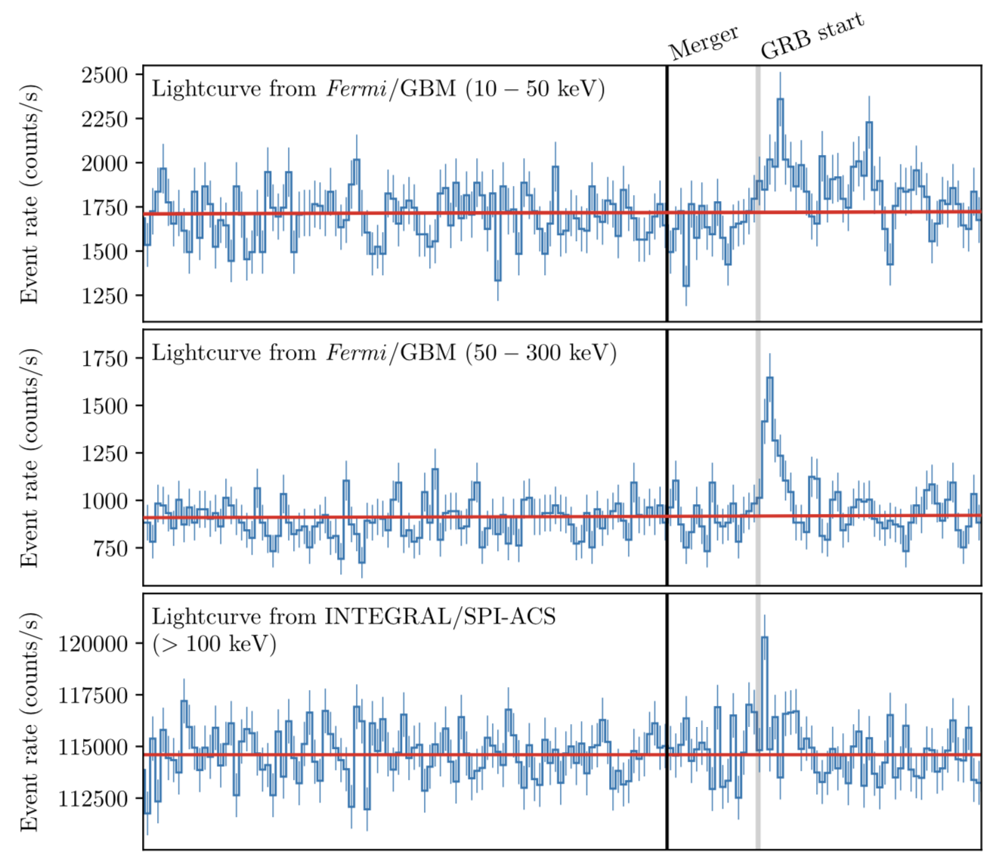 Merger GRB start
Lightcurve from Fermi/GBM (10 – 50 keV)
Event rate (counts/s)
2500
2250
2000
1750
1500
1250
Lightcurve from Fermi/GBM (50 – 300 keV)
Event rate (counts/s)
1750
1500
1250
1000
750
Lightcurve from INTEGRAL/SPI-ACS
(> 100 keV)
Event rate (counts/s)
120000
117500
115000
112500